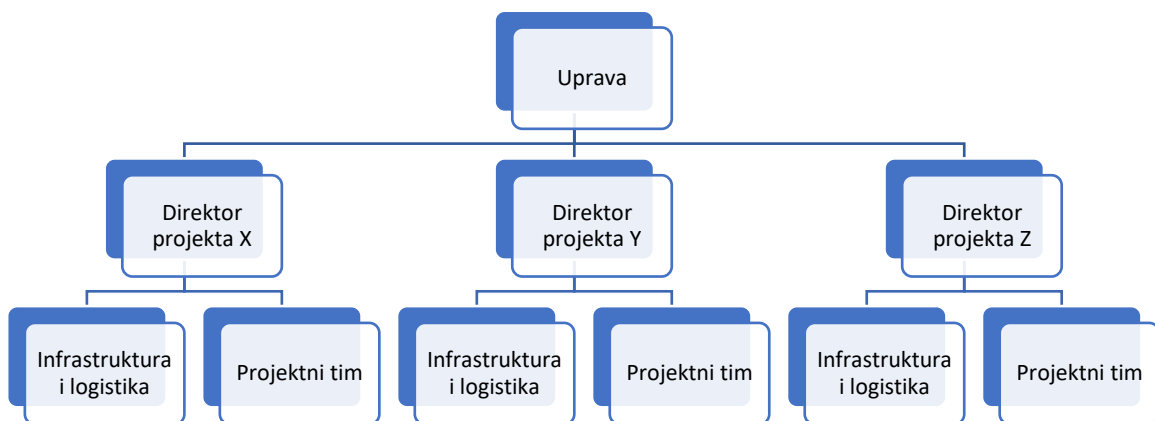 Uprava
Direktor
projekta X
Direktor
projekta Y
Direktor
projekta Z
Infrastruktura
i logistika
Projektni tim
Infrastruktura
i logistika
Projektni tim
Infrastruktura
i logistika
Projektni tim